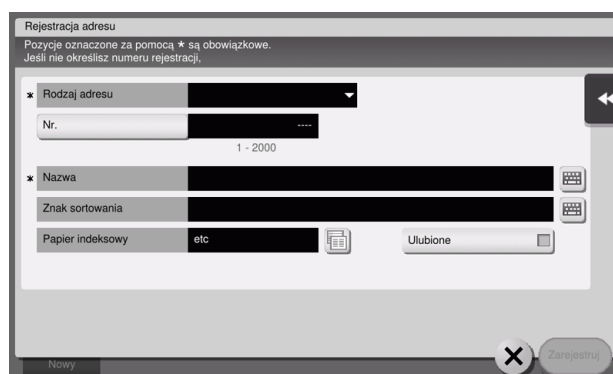 Rejestracja adresu
Pozycje oznaczone za pomocą * są obowiązkowe.
Jeśli nie określisz numeru rejestracji,
* Rodzaj adresu
Nr. ----
1 - 2000
* Nazwa
Znak sortowania
Papier indeksowy etc Ulubione
Zarejestruj
Nowy